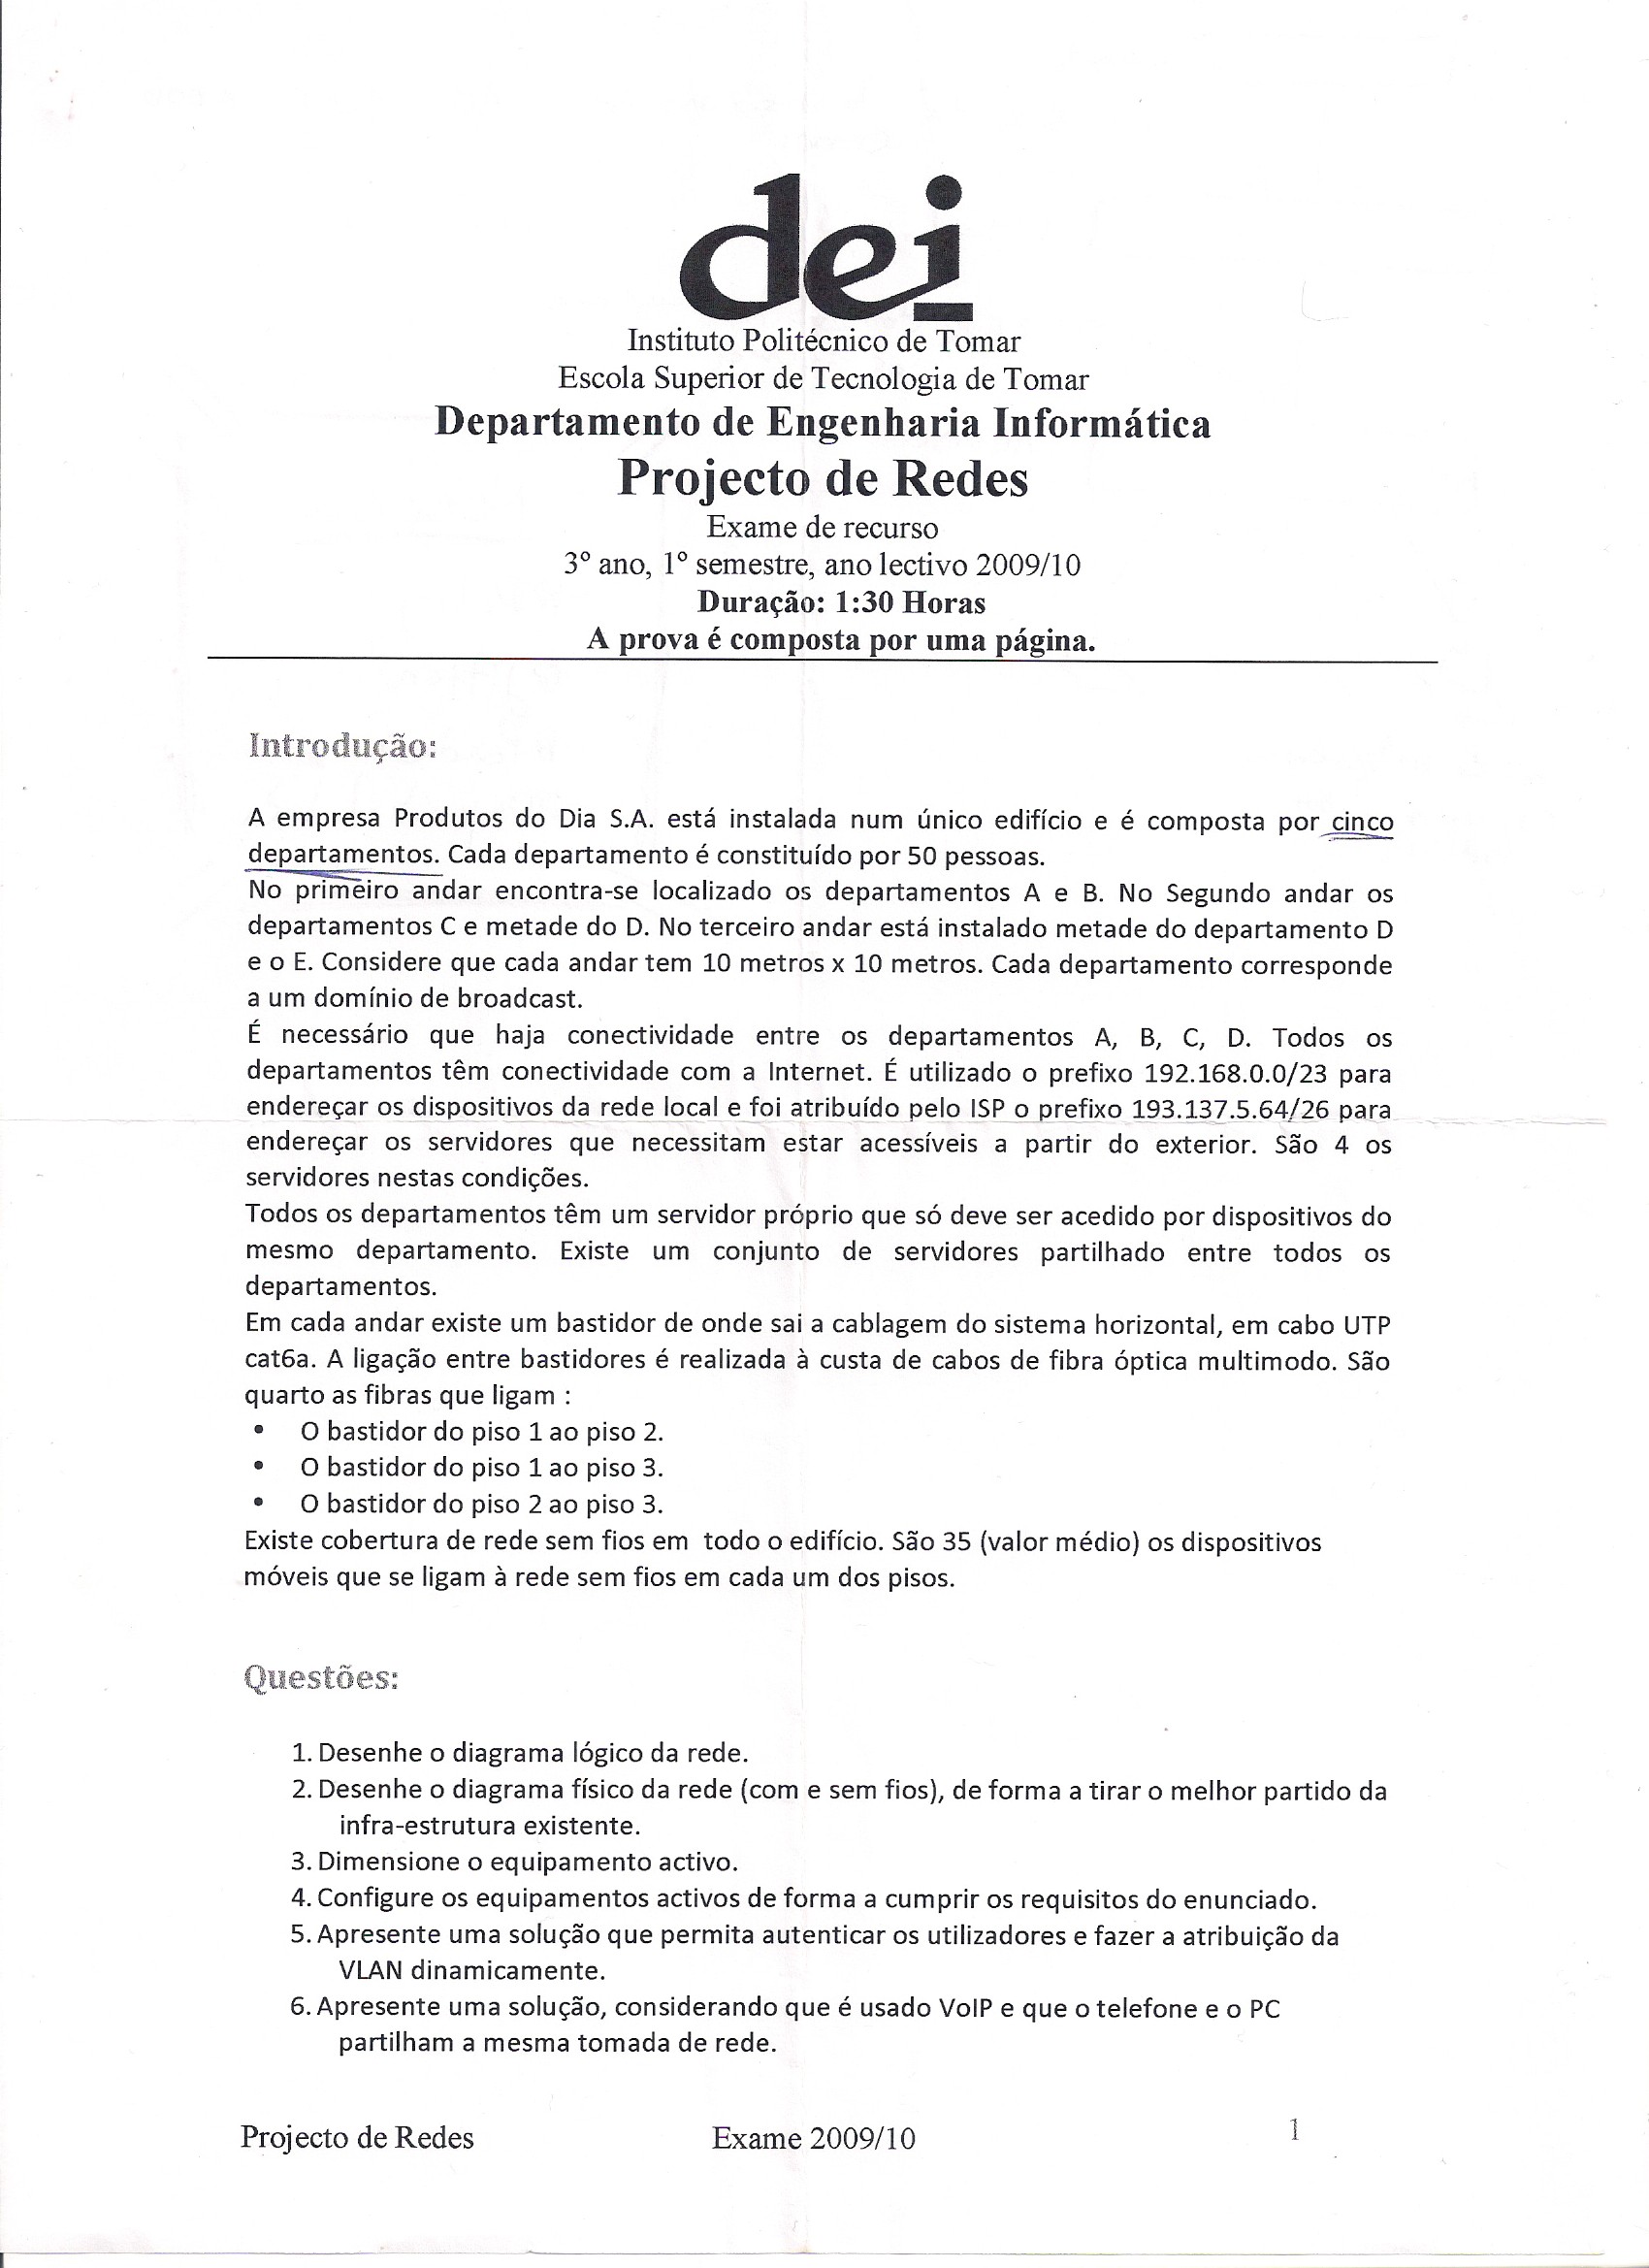 dei
Instituto Politécnico de Tomar
Escola Superior de Tecnologia de Tomar
Departamento de Engenharia Informática
Projecto de Redes
Exame de recurso
3º ano, 1º semestre, ano lectivo 2009/10
Duração: 1:30 Horas
A prova é composta por uma página.
Introdução:
A empresa Produtos do Dia S.A. está instalada num único edifício e é composta por cinco
departamentos. Cada departamento é constituído por 50 pessoas.
No primeiro andar encontra-se localizado os departamentos A e B. No Segundo andar os
departamentos C e metade do D. No terceiro andar está instalado metade do departamento D
e o E. Considere que cada andar tem 10 metros x 10 metros. Cada departamento corresponde
a um domínio de broadcast.
É necessário que haja conectividade entre os departamentos A, B, C, D. Todos os
departamentos têm conectividade com a Internet. É utilizado o prefixo 192.168.0.0/23 para
endereçar os dispositivos da rede local e foi atribuído pelo ISP o prefixo 193.137.5.64/26 para
endereçar os servidores que necessitam estar acessíveis a partir do exterior. São 4 os
servidores nestas condições.
Todos os departamentos têm um servidor próprio que só deve ser acedido por dispositivos do
mesmo departamento. Existe um conjunto de servidores partilhado entre todos os
departamentos.
Em cada andar existe um bastidor de onde sai a cablagem do sistema horizontal, em cabo UTP
cat6a. A ligação entre bastidores é realizada à custa de cabos de fibra óptica multimodo. São
quarto as fibras que ligam :
• O bastidor do piso 1 ao piso 2.
• O bastidor do piso 1 ao piso 3.
• O bastidor do piso 2 ao piso 3.
Existe cobertura de rede sem fios em todo o edifício. São 35 (valor médio) os dispositivos
móveis que se ligam à rede sem fios em cada um dos pisos.
Questões:
1. Desenhe o diagrama lógico da rede.
2. Desenhe o diagrama físico da rede (com e sem fios), de forma a tirar o melhor partido da
infra-estrutura existente.
3. Dimensione o equipamento activo.
4. Configure os equipamentos activos de forma a cumprir os requisitos do enunciado.
5. Apresente uma solução que permita autenticar os utilizadores e fazer a atribuição da
VLAN dinamicamente.
6. Apresente uma solução, considerando que é usado VoIP e que o telefone e o PC
partilham a mesma tomada de rede.
Projecto de Redes Exame 2009/10 1